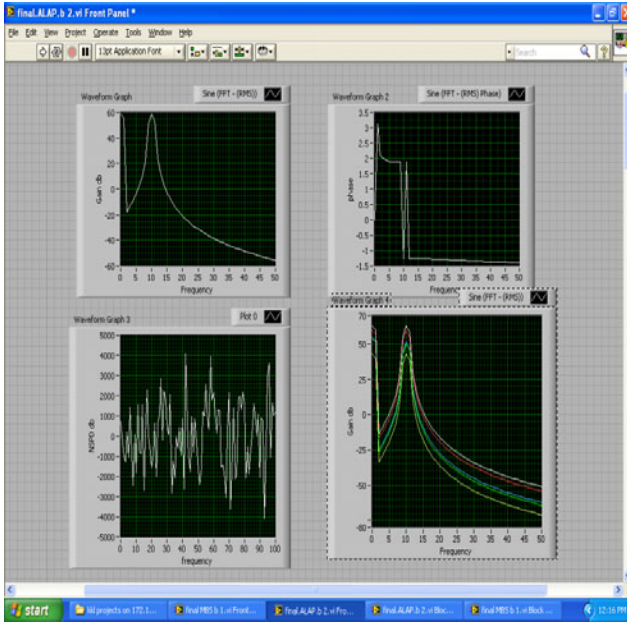 final.ALAP.b 2.vi Front Panel *
File Edit View Project Operate Tools Window Help
13pt Application Font
Search
Waveform Graph
Sine (FFT - (RMS))
60
40
20
0
-20
-40
-60
Gain db
0 5 10 15 20 25 30 35 40 45 50
Frequency
Waveform Graph 2
Sine (FFT - (RMS) Phase)
3.5
3
2.5
2
1.5
1
0.5
0
-0.5
-1
-1.5
phase
0 5 10 15 20 25 30 35 40 45 50
Frequency
Waveform Graph 3
Plot 0
5000
4000
3000
2000
1000
0
-1000
-2000
-3000
-4000
-5000
NSPD db
0 10 20 30 40 50 60 70 80 90 100
frequency
Waveform Graph 4
Sine (FFT - (RMS))
70
50
25
0
-25
-50
-80
Gain db
0 5 10 15 20 25 30 35 40 45 50
Frequency
start
projects on 172.1...
final MBS b 1.vi Front...
final.ALAP.b 2.vi Fro...
final.ALAP.b 2.vi Bloc...
final MBS b 1.vi Block ...
12:16 PM